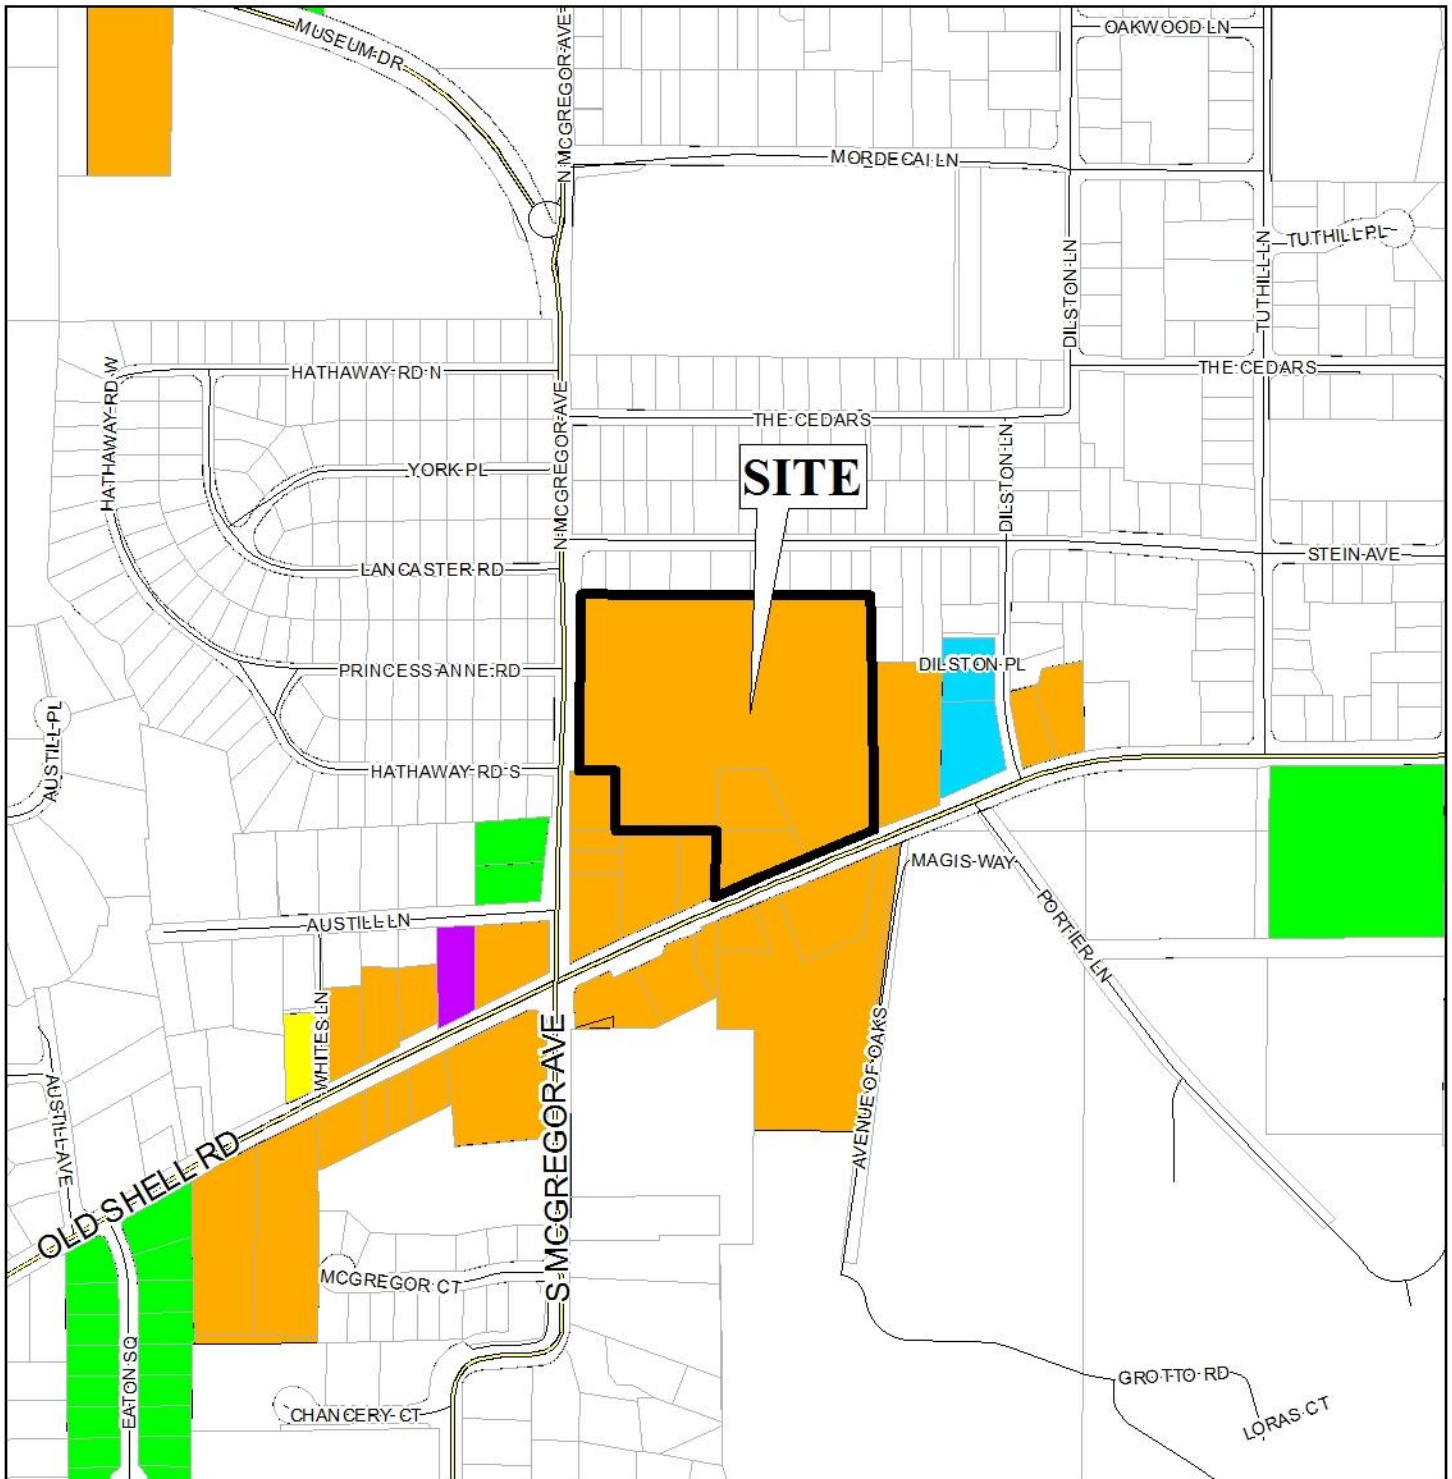 OAKWOOD LN
MUSEUM DR
N MCGREGOR AVE
MORDECAI LN
TUTHILL PL
DILSTON LN
TUTHILL LN
HATHAWAY RD N
THE CEDARS
HATHAWAY RD W
N MCGREGOR AVE
THE CEDARS
YORK PL
SITE
DILSTON LN
LANCASTER RD
STEIN AVE
PRINCESS ANNE RD
DILSTON PL
AUSTILL PL
HATHAWAY RD S
MAGIS WAY
AUSTILL LN
PORTIER LN
WHITES LN
S MCGREGOR AVE
AVENUE OF OAKS
AUSTILL AVE
OLD SHELL RD
MCGREGOR CT
EATON SQ
GROTTO RD
CHANCERY CT
LORAS CT